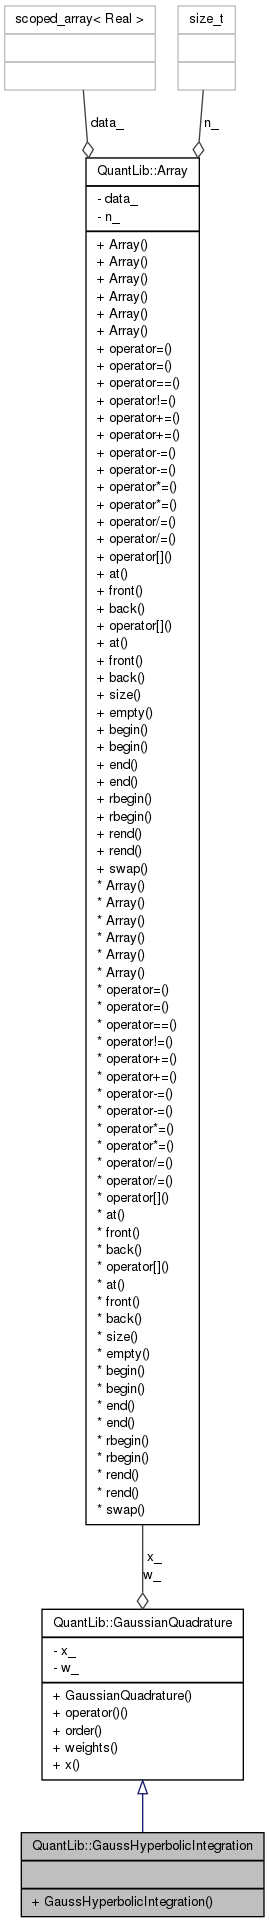 scoped_array< Real >
size_t
data_
n_
QuantLib::Array
- data_
- n_
+ Array()
+ Array()
+ Array()
+ Array()
+ Array()
+ Array()
+ operator=()
+ operator=()
+ operator==()
+ operator!=()
+ operator+=()
+ operator+=()
+ operator-=()
+ operator-=()
+ operator*=()
+ operator*=()
+ operator/=()
+ operator/=()
+ operator[]()
+ at()
+ front()
+ back()
+ operator[]()
+ at()
+ front()
+ back()
+ size()
+ empty()
+ begin()
+ begin()
+ end()
+ end()
+ rbegin()
+ rbegin()
+ rend()
+ rend()
+ swap()
* Array()
* Array()
* Array()
* Array()
* Array()
* Array()
* operator=()
* operator=()
* operator==()
* operator!=()
* operator+=()
* operator+=()
* operator-=()
* operator-=()
* operator*=()
* operator*=()
* operator/=()
* operator/=()
* operator[]()
* at()
* front()
* back()
* operator[]()
* at()
* front()
* back()
* size()
* empty()
* begin()
* begin()
* end()
* end()
* rbegin()
* rbegin()
* rend()
* rend()
* swap()
x_
w_
QuantLib::GaussianQuadrature
- x_
- w_
+ GaussianQuadrature()
+ operator()()
+ order()
+ weights()
+ x()
QuantLib::GaussHyperbolicIntegration
+ GaussHyperbolicIntegration()